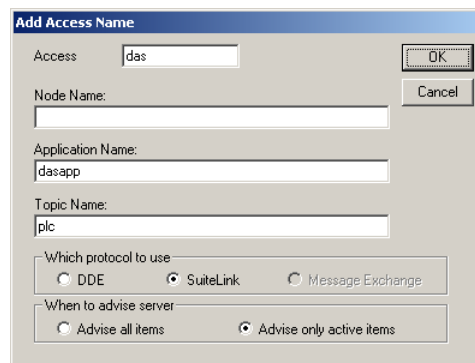 Add Access Name
Access das OK
Cancel
Node Name:
Application Name:
dasapp
Topic Name:
plc
Which protocol to use
DDE SuiteLink Message Exchange
When to advise server
Advise all items Advise only active items